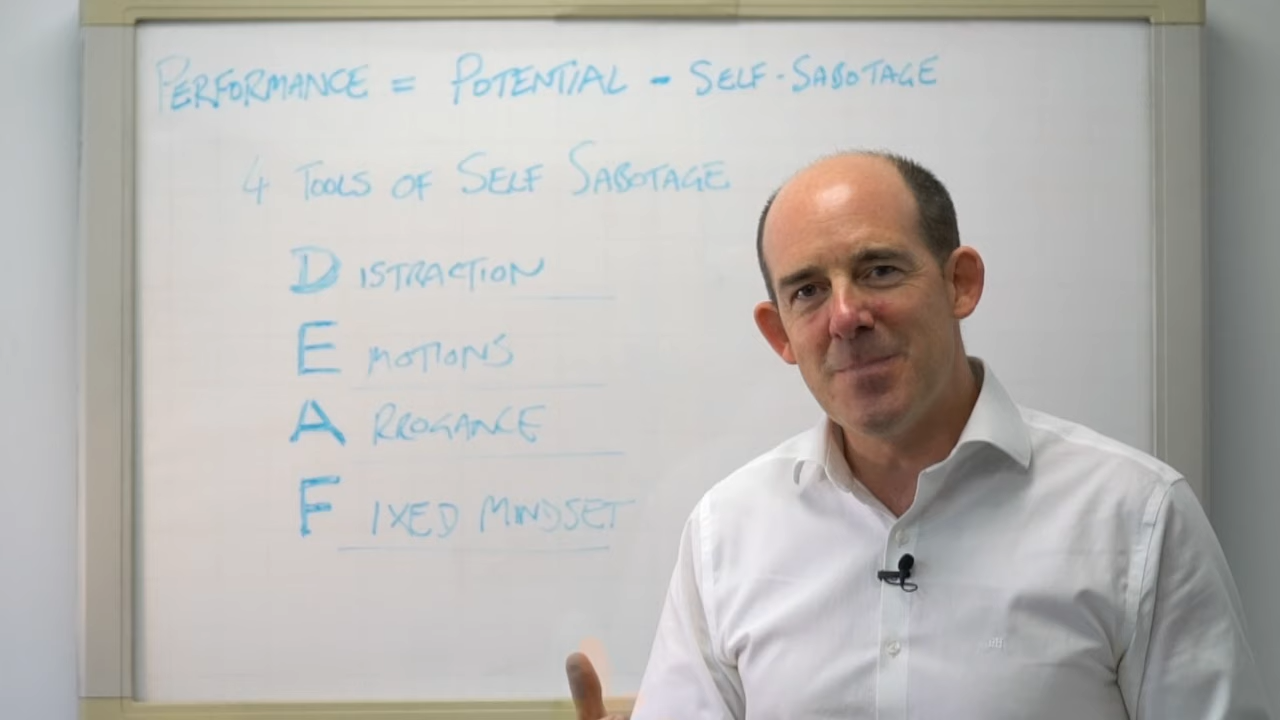 PERFORMANCE = POTENTIAL - SELF-SABOTAGE
4 TOOLS OF SELF SABOTAGE
DISTRACTION
EMOTIONS
ARROGANCE
FIXED MINDSET